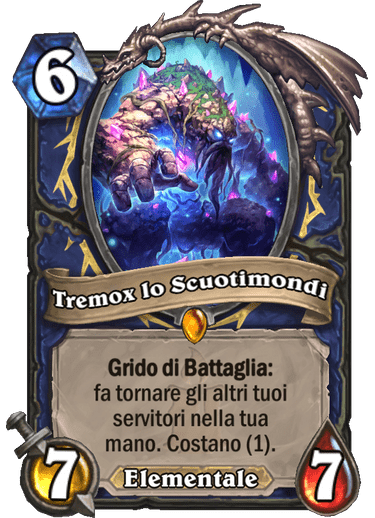 6
Tremox lo Scuotimondi
Grido di Battaglia:
fa tornare gli altri tuoi
servitori nella tua
mano. Costano (1).
7
Elementale
7